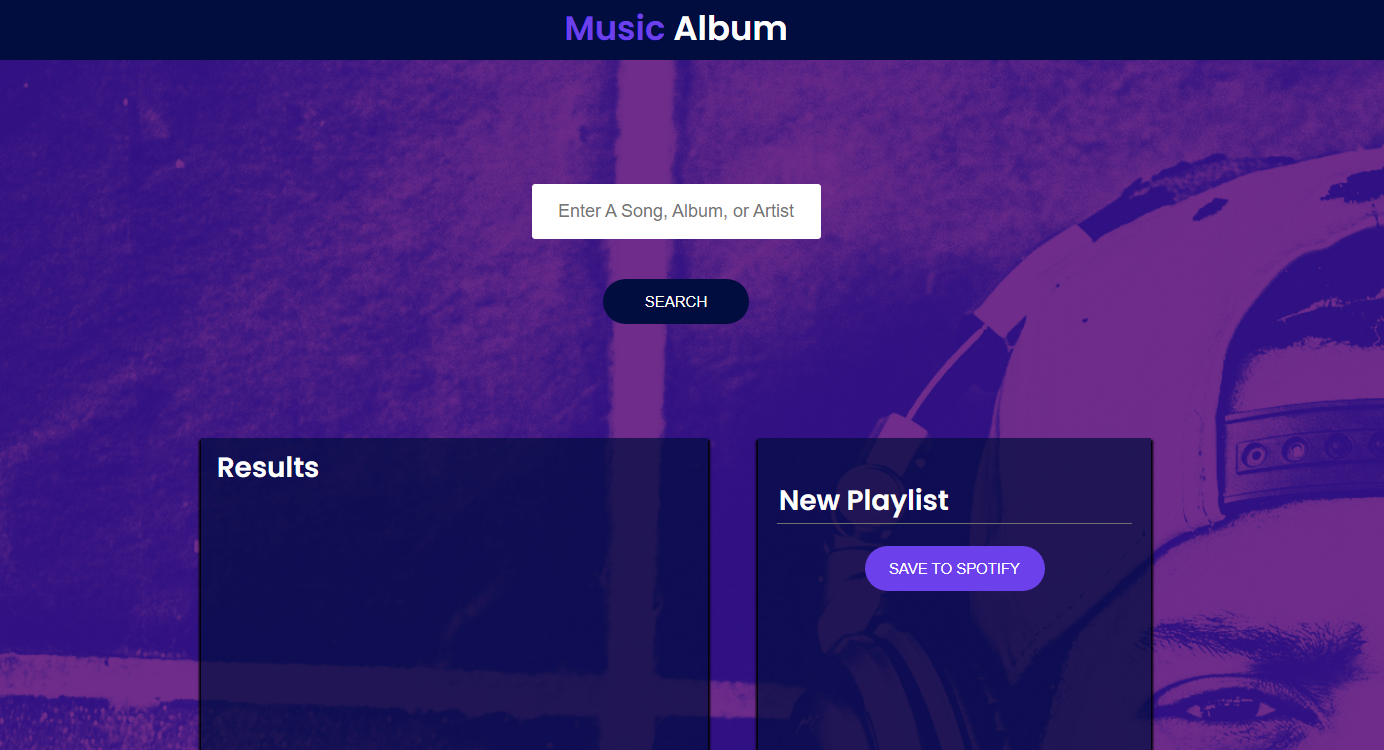 Music Album
Enter A Song, Album, or Artist
SEARCH
Results
New Playlist
SAVE TO SPOTIFY